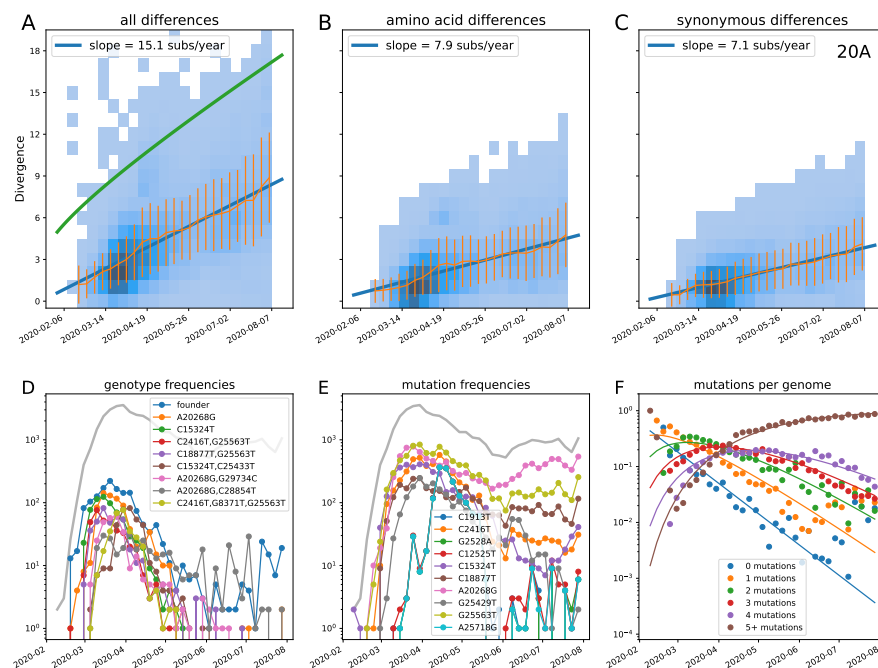 A
all differences
slope = 15.1 subs/year
Divergence
18
15
12
9
6
3
0
2020-02-06
2020-03-14
2020-04-19
2020-05-26
2020-07-02
2020-08-07
B
amino acid differences
slope = 7.9 subs/year
2020-02-06
2020-03-14
2020-04-19
2020-05-26
2020-07-02
2020-08-07
C
synonymous differences
slope = 7.1 subs/year
20A
2020-02-06
2020-03-14
2020-04-19
2020-05-26
2020-07-02
2020-08-07
D
genotype frequencies
founder
A20268G
C15324T
C2416T,G25563T
C18877T,G25563T
C15324T,C25433T
A20268G,G29734C
A20268G,C28854T
C2416T,G8371T,G25563T
10³
10²
10¹
10⁰
2020-02
2020-03
2020-04
2020-05
2020-06
2020-07
2020-08
E
mutation frequencies
10³
10²
10¹
10⁰
C1913T
C2416T
G2528A
C12525T
C15324T
C18877T
A20268G
G25429T
G25563T
A25718G
2020-02
2020-03
2020-04
2020-05
2020-06
2020-07
2020-08
F
mutations per genome
10⁰
10⁻¹
10⁻²
10⁻³
10⁻⁴
0 mutations
1 mutations
2 mutations
3 mutations
4 mutations
5+ mutations
2020-02
2020-03
2020-04
2020-05
2020-06
2020-07
2020-08